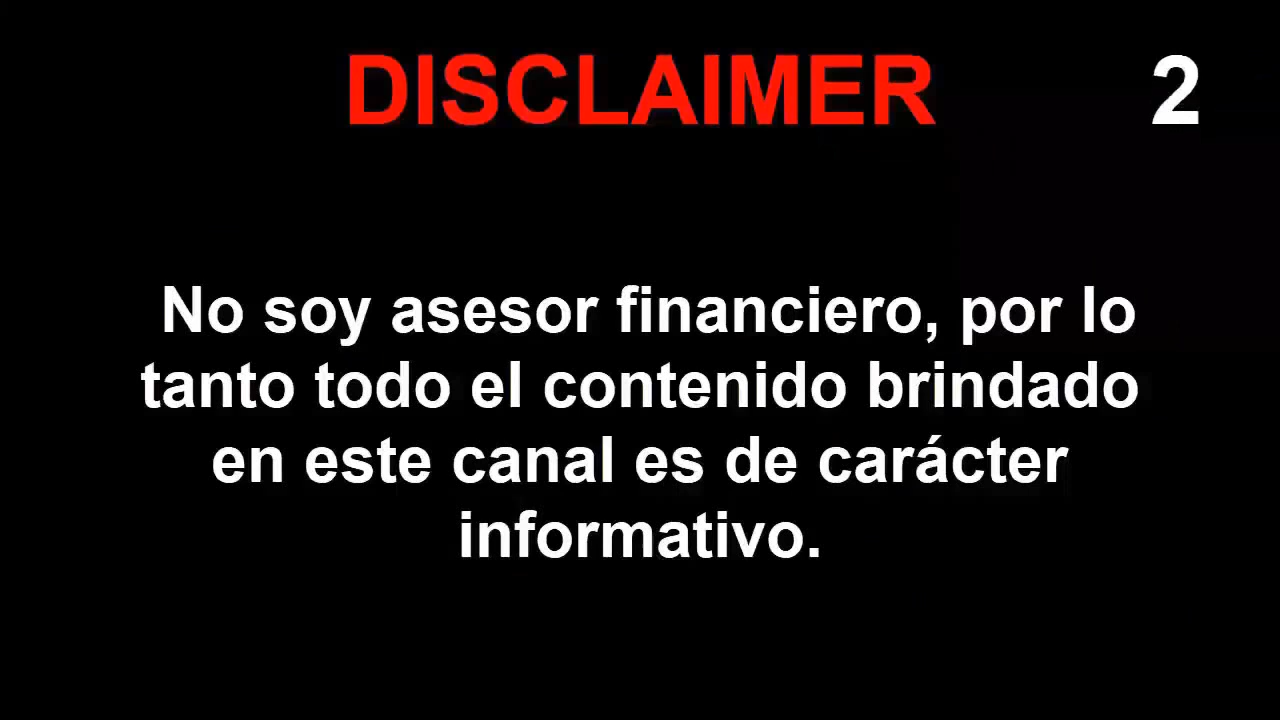 DISCLAIMER 2
No soy asesor financiero, por lo
tanto todo el contenido brindado
en este canal es de carácter
informativo.